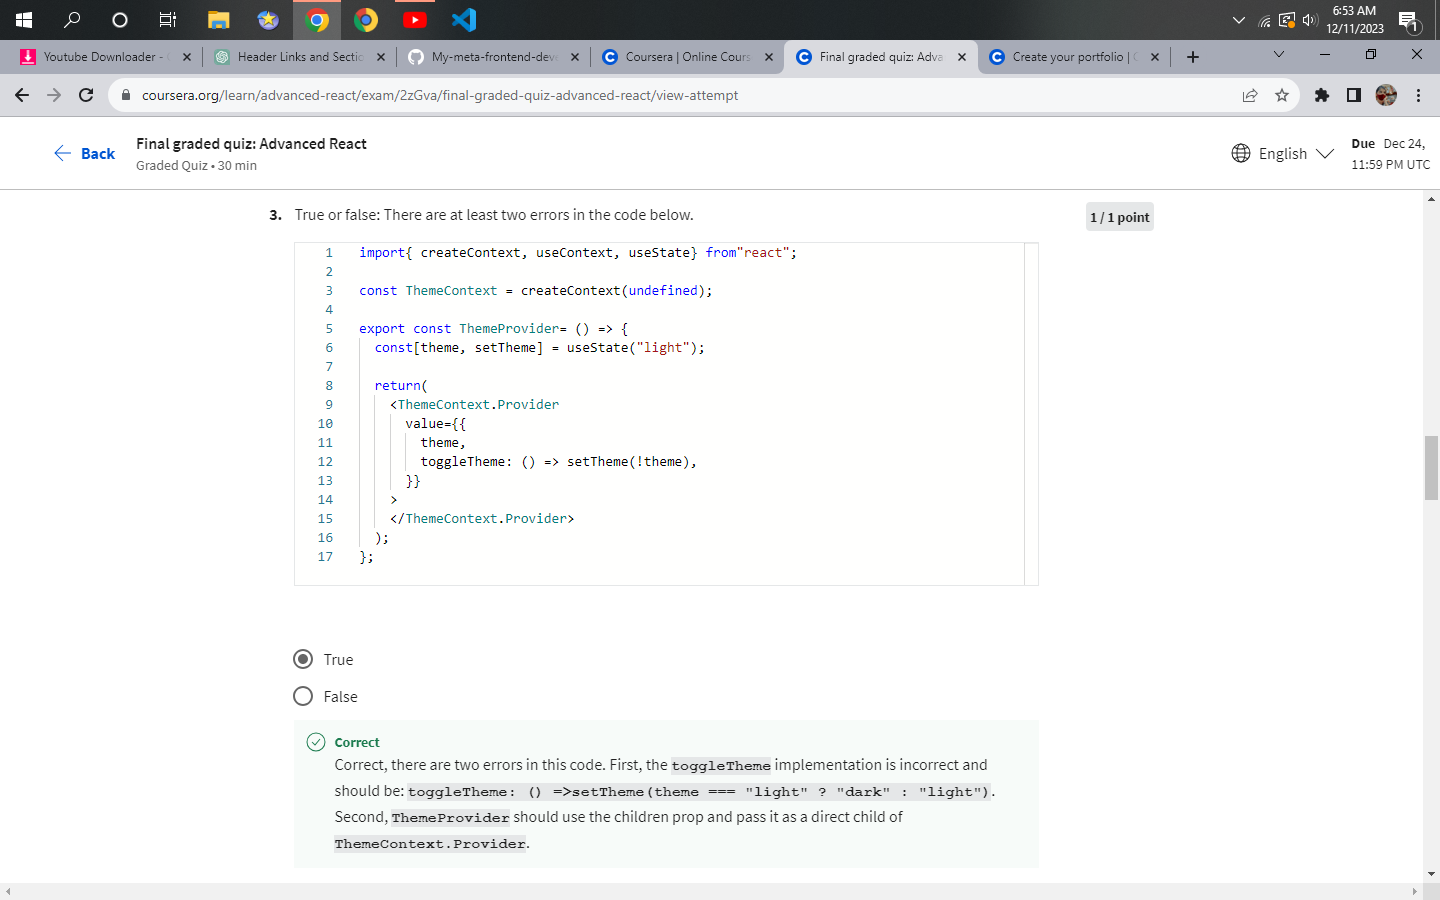 6:53 AM
12/11/2023
1
Youtube Downloader -
Header Links and Sectio
My-meta-frontend-deve
Coursera | Online Cours
Final graded quiz: Adva
Create your portfolio |
coursera.org/learn/advanced-react/exam/2zGva/final-graded-quiz-advanced-react/view-attempt
Back
Final graded quiz: Advanced React
Graded Quiz • 30 min
English
Due Dec 24,
11:59 PM UTC
3. True or false: There are at least two errors in the code below.
1 / 1 point
1 import{ createContext, useContext, useState} from"react";
2
3 const ThemeContext = createContext(undefined);
4
5 export const ThemeProvider= () => {
6 const[theme, setTheme] = useState("light");
7
8 return(
9 <ThemeContext.Provider
10 value={{
11 theme,
12 toggleTheme: () => setTheme(!theme),
13 }}
14 >
15 </ThemeContext.Provider>
16 );
17 };
True
False
Correct
Correct, there are two errors in this code. First, the toggleTheme implementation is incorrect and
should be: toggleTheme: () =>setTheme(theme === "light" ? "dark" : "light").
Second, ThemeProvider should use the children prop and pass it as a direct child of
ThemeContext.Provider.